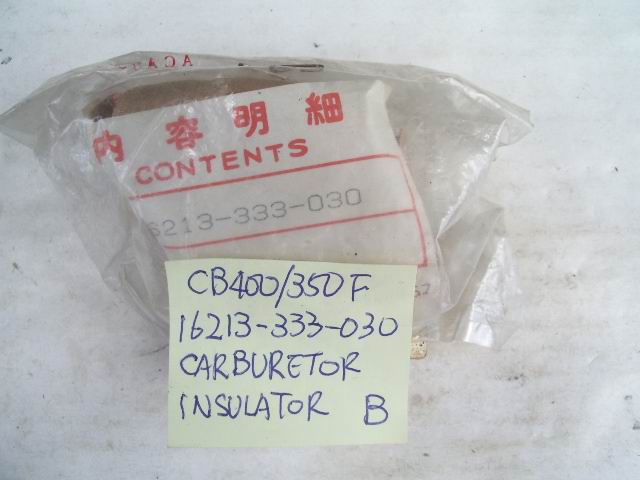 内容明細
CONTENTS
6213-333-030
CB400/350F
16213-333-030
CARBURETOR
INSULATOR B